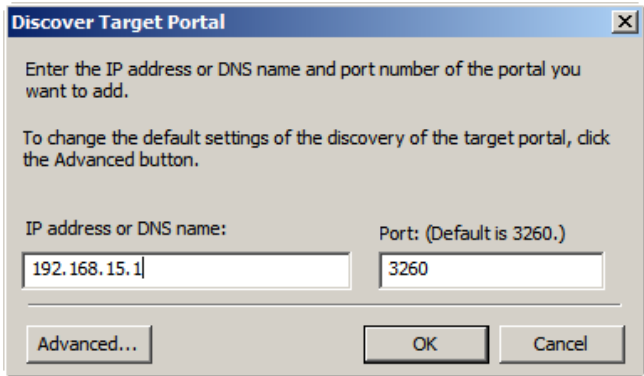 Discover Target Portal
Enter the IP address or DNS name and port number of the portal you
want to add.
To change the default settings of the discovery of the target portal, click
the Advanced button.
IP address or DNS name:
Port: (Default is 3260.)
192.168.15.1
3260
Advanced...
OK
Cancel